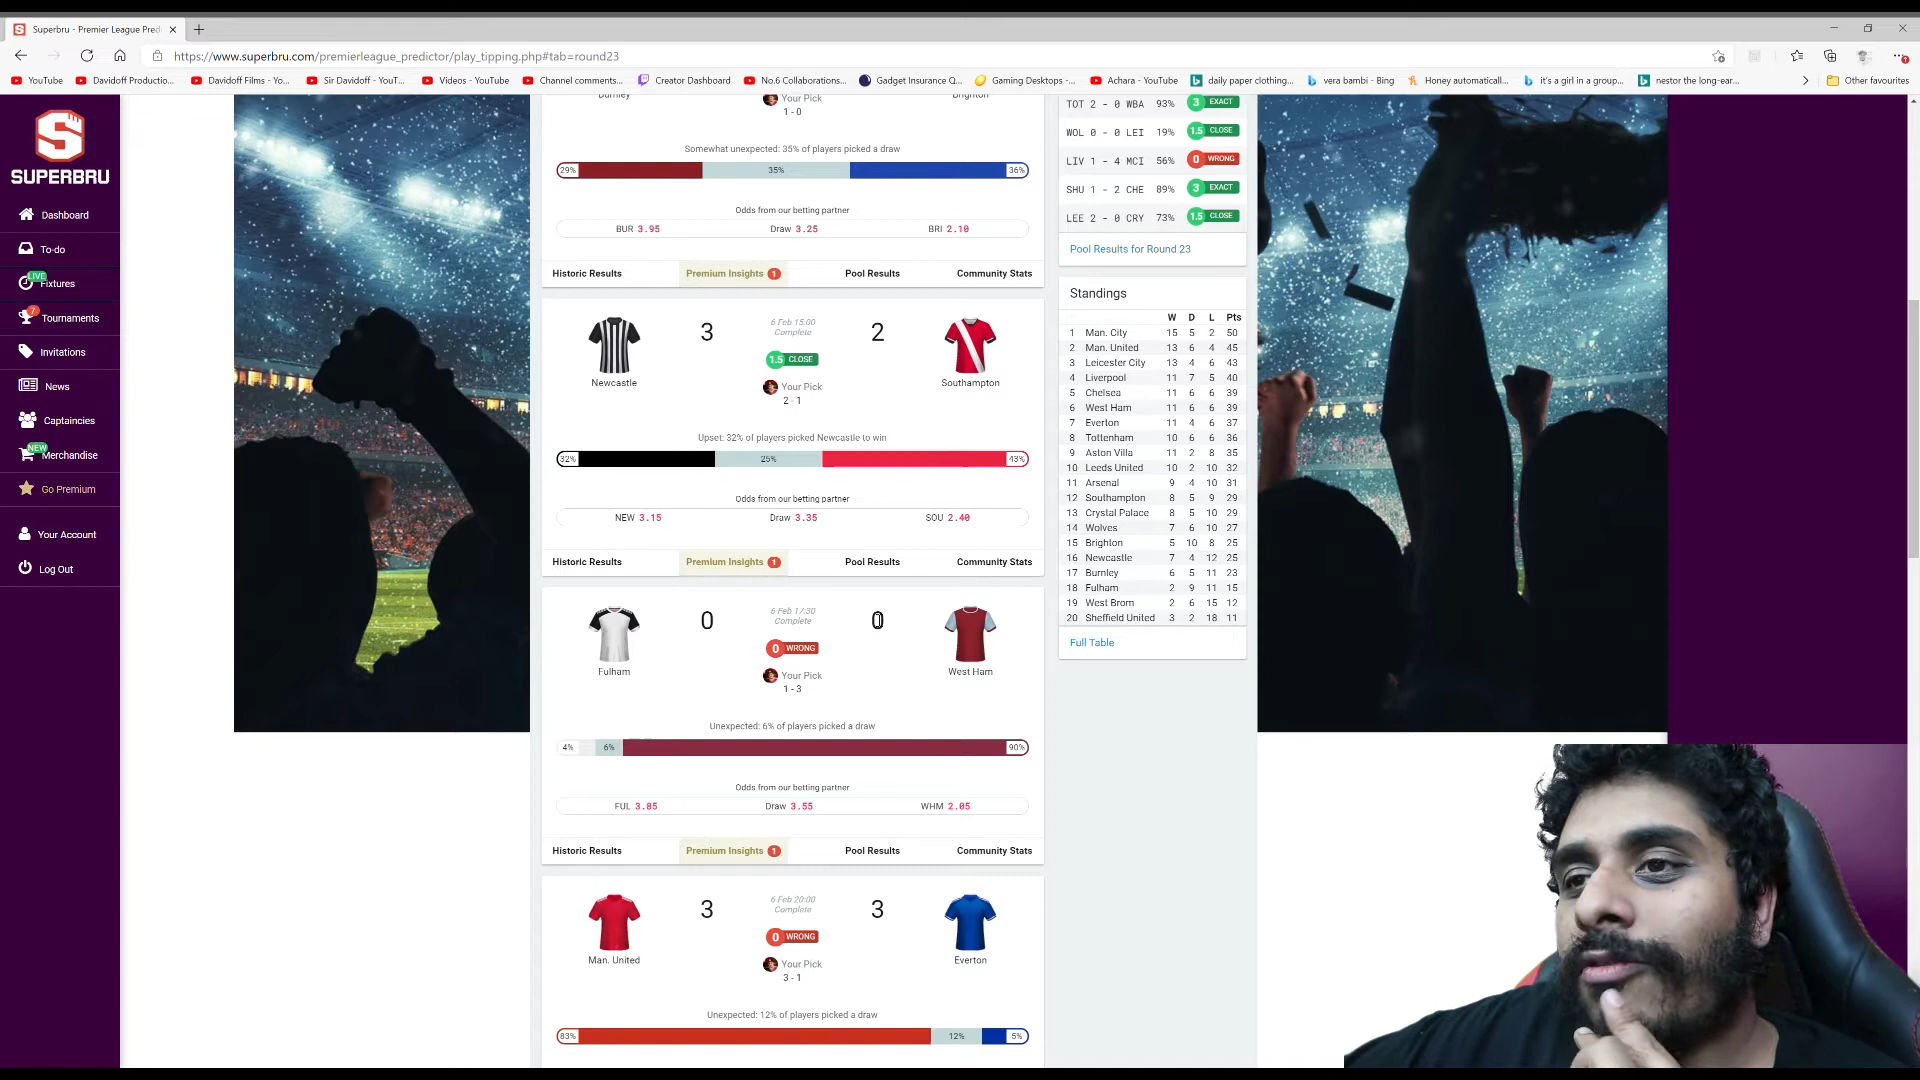 Superbru - Premier League Pred
https://www.superbru.com/premierleague_predictor/play_tipping.php#tab=round23
YouTube Davidoff Productio... Davidoff Films - Yo... Sir Davidoff - YouT... Videos - YouTube Channel comments... Creator Dashboard No.6 Collaborations... Gadget Insurance Q... Gaming Desktops -... Achara - YouTube daily paper clothing... vera bambi - Bing Honey automaticall... it's a girl in a group... nestor the long-ear... Other favourites
SUPERBRU
Dashboard
To-do
LIVE
Fixtures
7
Tournaments
Invitations
News
Captaincies
NEW
Merchandise
Go Premium
Your Account
Log Out
Burnley Your Pick Brighton
1 - 0
Somewhat unexpected: 35% of players picked a draw
29% 35% 36%
Odds from our betting partner
BUR 3.95 Draw 3.25 BRI 2.10
Historic Results Premium Insights 1 Pool Results Community Stats
3 6 Feb 15:00 2
Complete
1.5 CLOSE
Newcastle Your Pick Southampton
2 - 1
Upset: 32% of players picked Newcastle to win
32% 25% 43%
Odds from our betting partner
NEW 3.15 Draw 3.35 SOU 2.40
Historic Results Premium Insights 1 Pool Results Community Stats
0 6 Feb 17:30 0
Complete
0 WRONG
Fulham Your Pick West Ham
1 - 3
Unexpected: 6% of players picked a draw
4% 6% 90%
Odds from our betting partner
FUL 3.85 Draw 3.55 WHM 2.05
Historic Results Premium Insights 1 Pool Results Community Stats
3 6 Feb 20:00 3
Complete
0 WRONG
Man. United Your Pick Everton
3 - 1
Unexpected: 12% of players picked a draw
83% 12% 5%
TOT 2 - 0 WBA 93% 3 EXACT
WOL 0 - 0 LEI 19% 1.5 CLOSE
LIV 1 - 4 MCI 56% 0 WRONG
SHU 1 - 2 CHE 89% 3 EXACT
LEE 2 - 0 CRY 73% 1.5 CLOSE
Pool Results for Round 23
Standings
W D L Pts
1 Man. City 15 5 2 50
2 Man. United 13 6 4 45
3 Leicester City 13 4 6 43
4 Liverpool 11 7 5 40
5 Chelsea 11 6 6 39
6 West Ham 11 6 6 39
7 Everton 11 4 6 37
8 Tottenham 10 6 6 36
9 Aston Villa 11 2 8 35
10 Leeds United 10 2 10 32
11 Arsenal 9 4 10 31
12 Southampton 8 5 9 29
13 Crystal Palace 8 5 10 29
14 Wolves 7 6 10 27
15 Brighton 5 10 8 25
16 Newcastle 7 4 12 25
17 Burnley 6 5 11 23
18 Fulham 2 9 11 15
19 West Brom 2 6 15 12
20 Sheffield United 3 2 18 11
Full Table